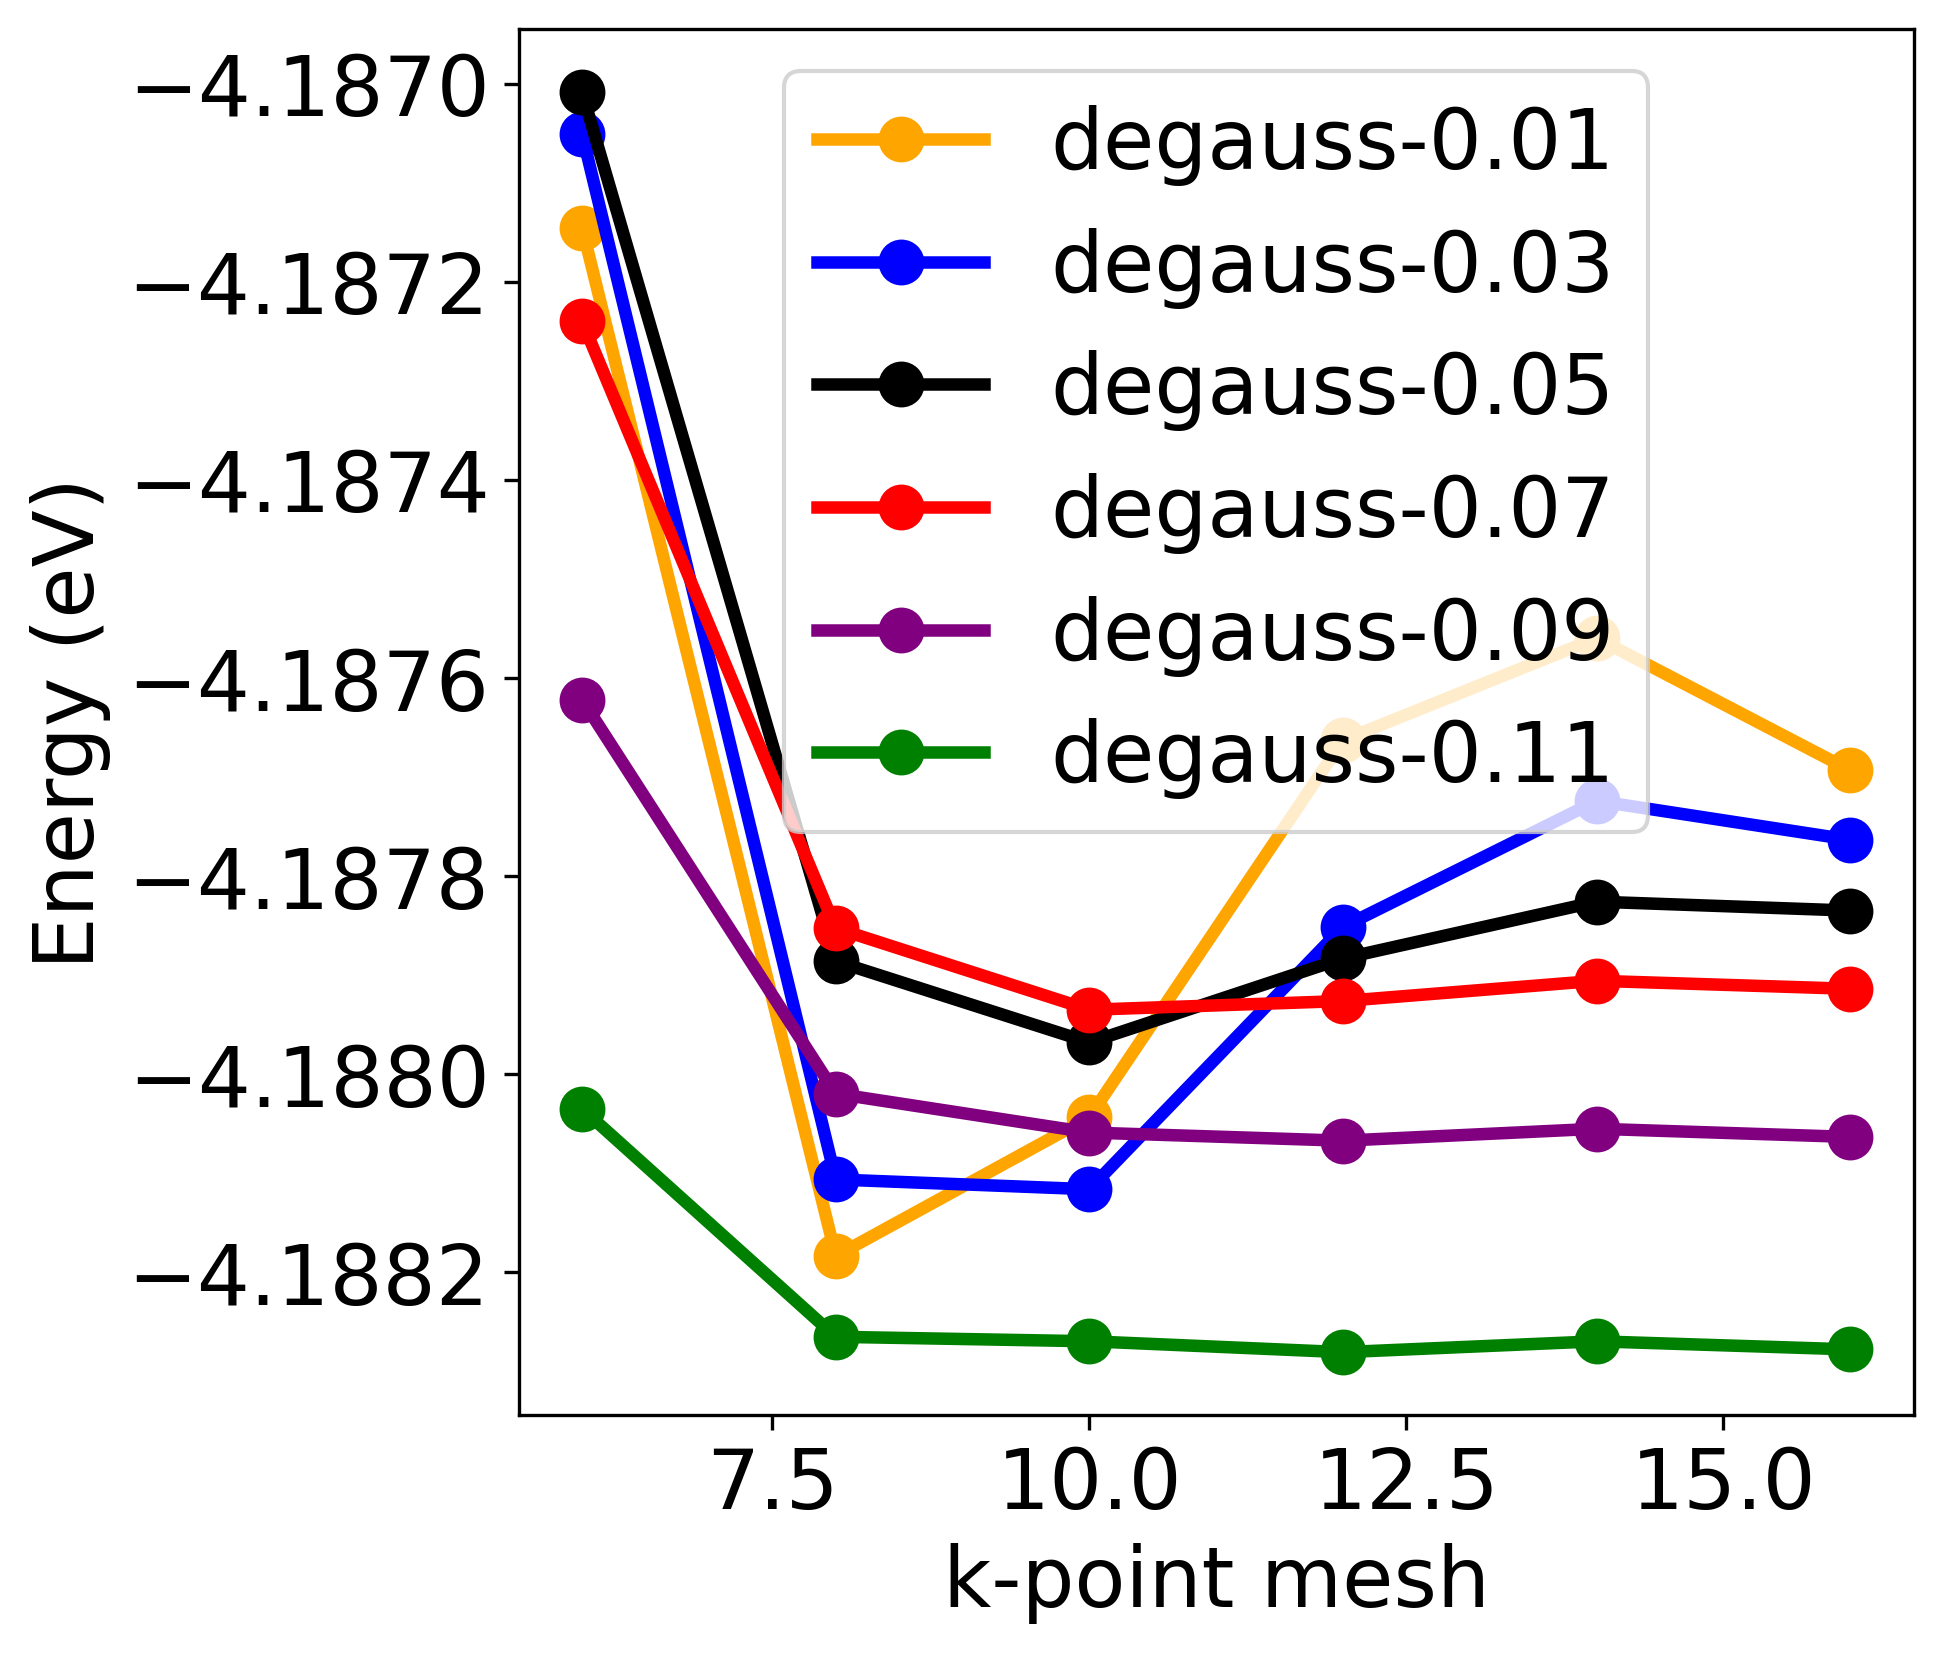 −4.1870
−4.1872
−4.1874
−4.1876
−4.1878
−4.1880
−4.1882
Energy (eV)
degauss-0.01
degauss-0.03
degauss-0.05
degauss-0.07
degauss-0.09
degauss-0.11
7.5 10.0 12.5 15.0
k-point mesh